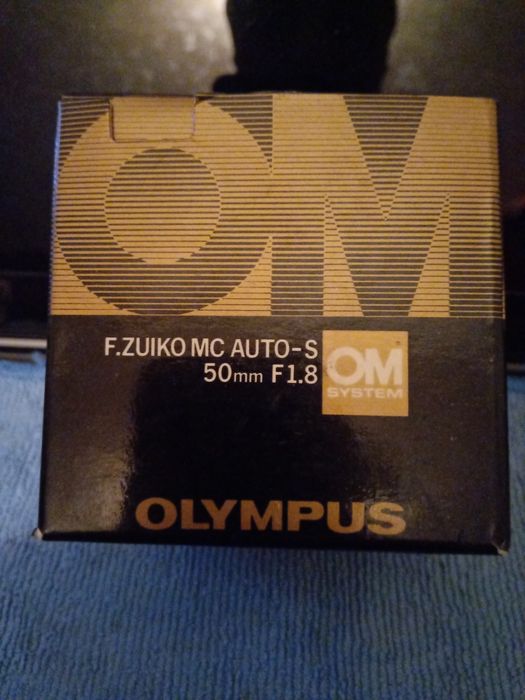 OM
F.ZUIKO MC AUTO-S
50mm F1.8
OM
SYSTEM
OLYMPUS